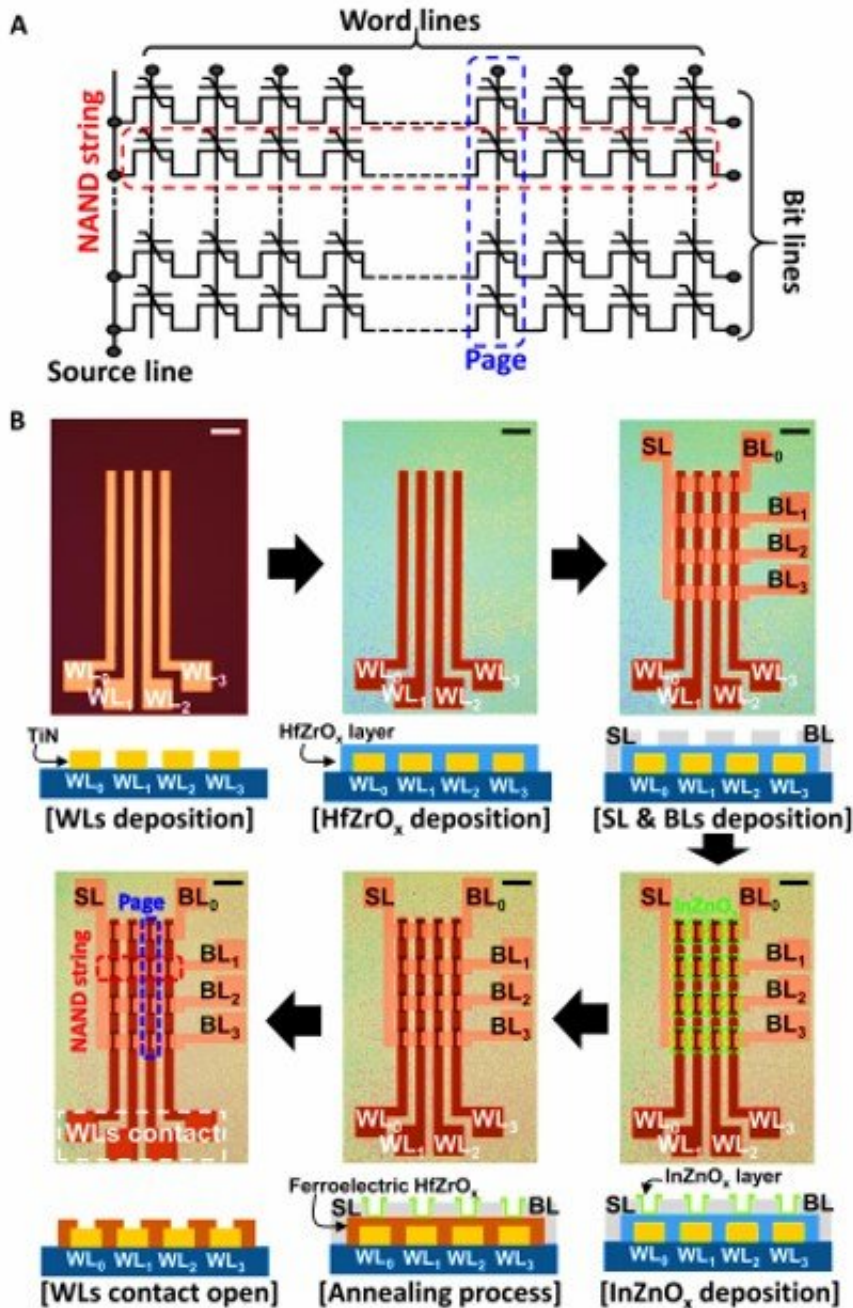 A
Word lines
NAND string
Bit lines
Page
Source line
B
SL BL₀
BL₁
BL₂
BL₃
WL₀ WL₃
WL₁ WL₂
WL₀ WL₃
WL₁ WL₂
WL₃
WL₁ WL₂
TiN
WL₀ WL₁ WL₂ WL₃
[WLs deposition]
HfZrOₓ layer
WL₀ WL₁ WL₂ WL₃
[HfZrOₓ deposition]
SL BL
WL₀ WL₁ WL₂ WL₃
[SL & BLs deposition]
SL BL₀
Page
NAND string
BL₁
BL₂
BL₃
WLs contact
SL BL₀
BL₁
BL₂
BL₃
WL₃
WL₁ WL₂
SL BL₀
InZnOₓ
BL₁
BL₂
BL₃
WL₃
WL₁ WL₂
WL₀ WL₁ WL₂ WL₃
[WLs contact open]
Ferroelectric HfZrOₓ
SL BL
WL₀ WL₁ WL₂ WL₃
[Annealing process]
InZnOₓ layer
SL BL
WL₀ WL₁ WL₂ WL₃
[InZnOₓ deposition]